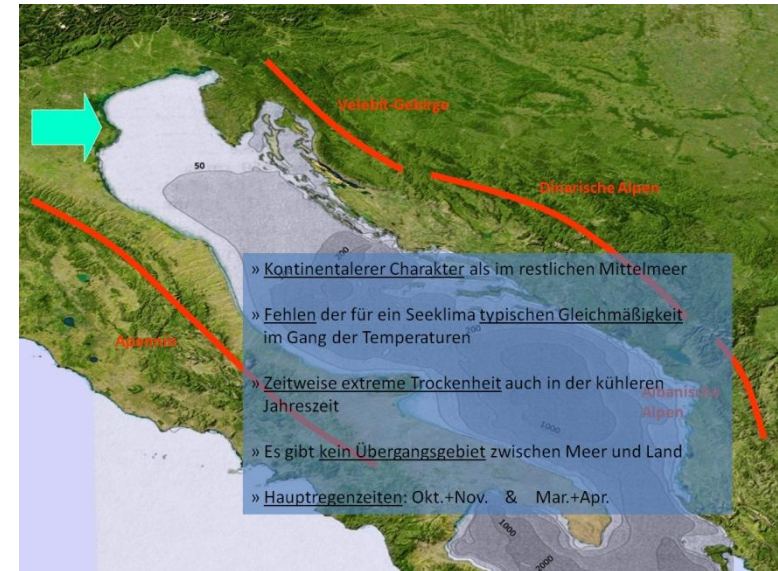 Velebit-Gebirge
Dinarische Alpen
50
200
» Kontinentalerer Charakter als im restlichen Mittelmeer
» Fehlen der für ein Seeklima typischen Gleichmäßigkeit
im Gang der Temperaturen
200
Apennin
» Zeitweise extreme Trockenheit auch in der kühleren
Jahreszeit
Albanische
Alpen
1000
» Es gibt kein Übergangsgebiet zwischen Meer und Land
» Hauptregenzeiten: Okt.+Nov. & Mar.+Apr.
1000
2000